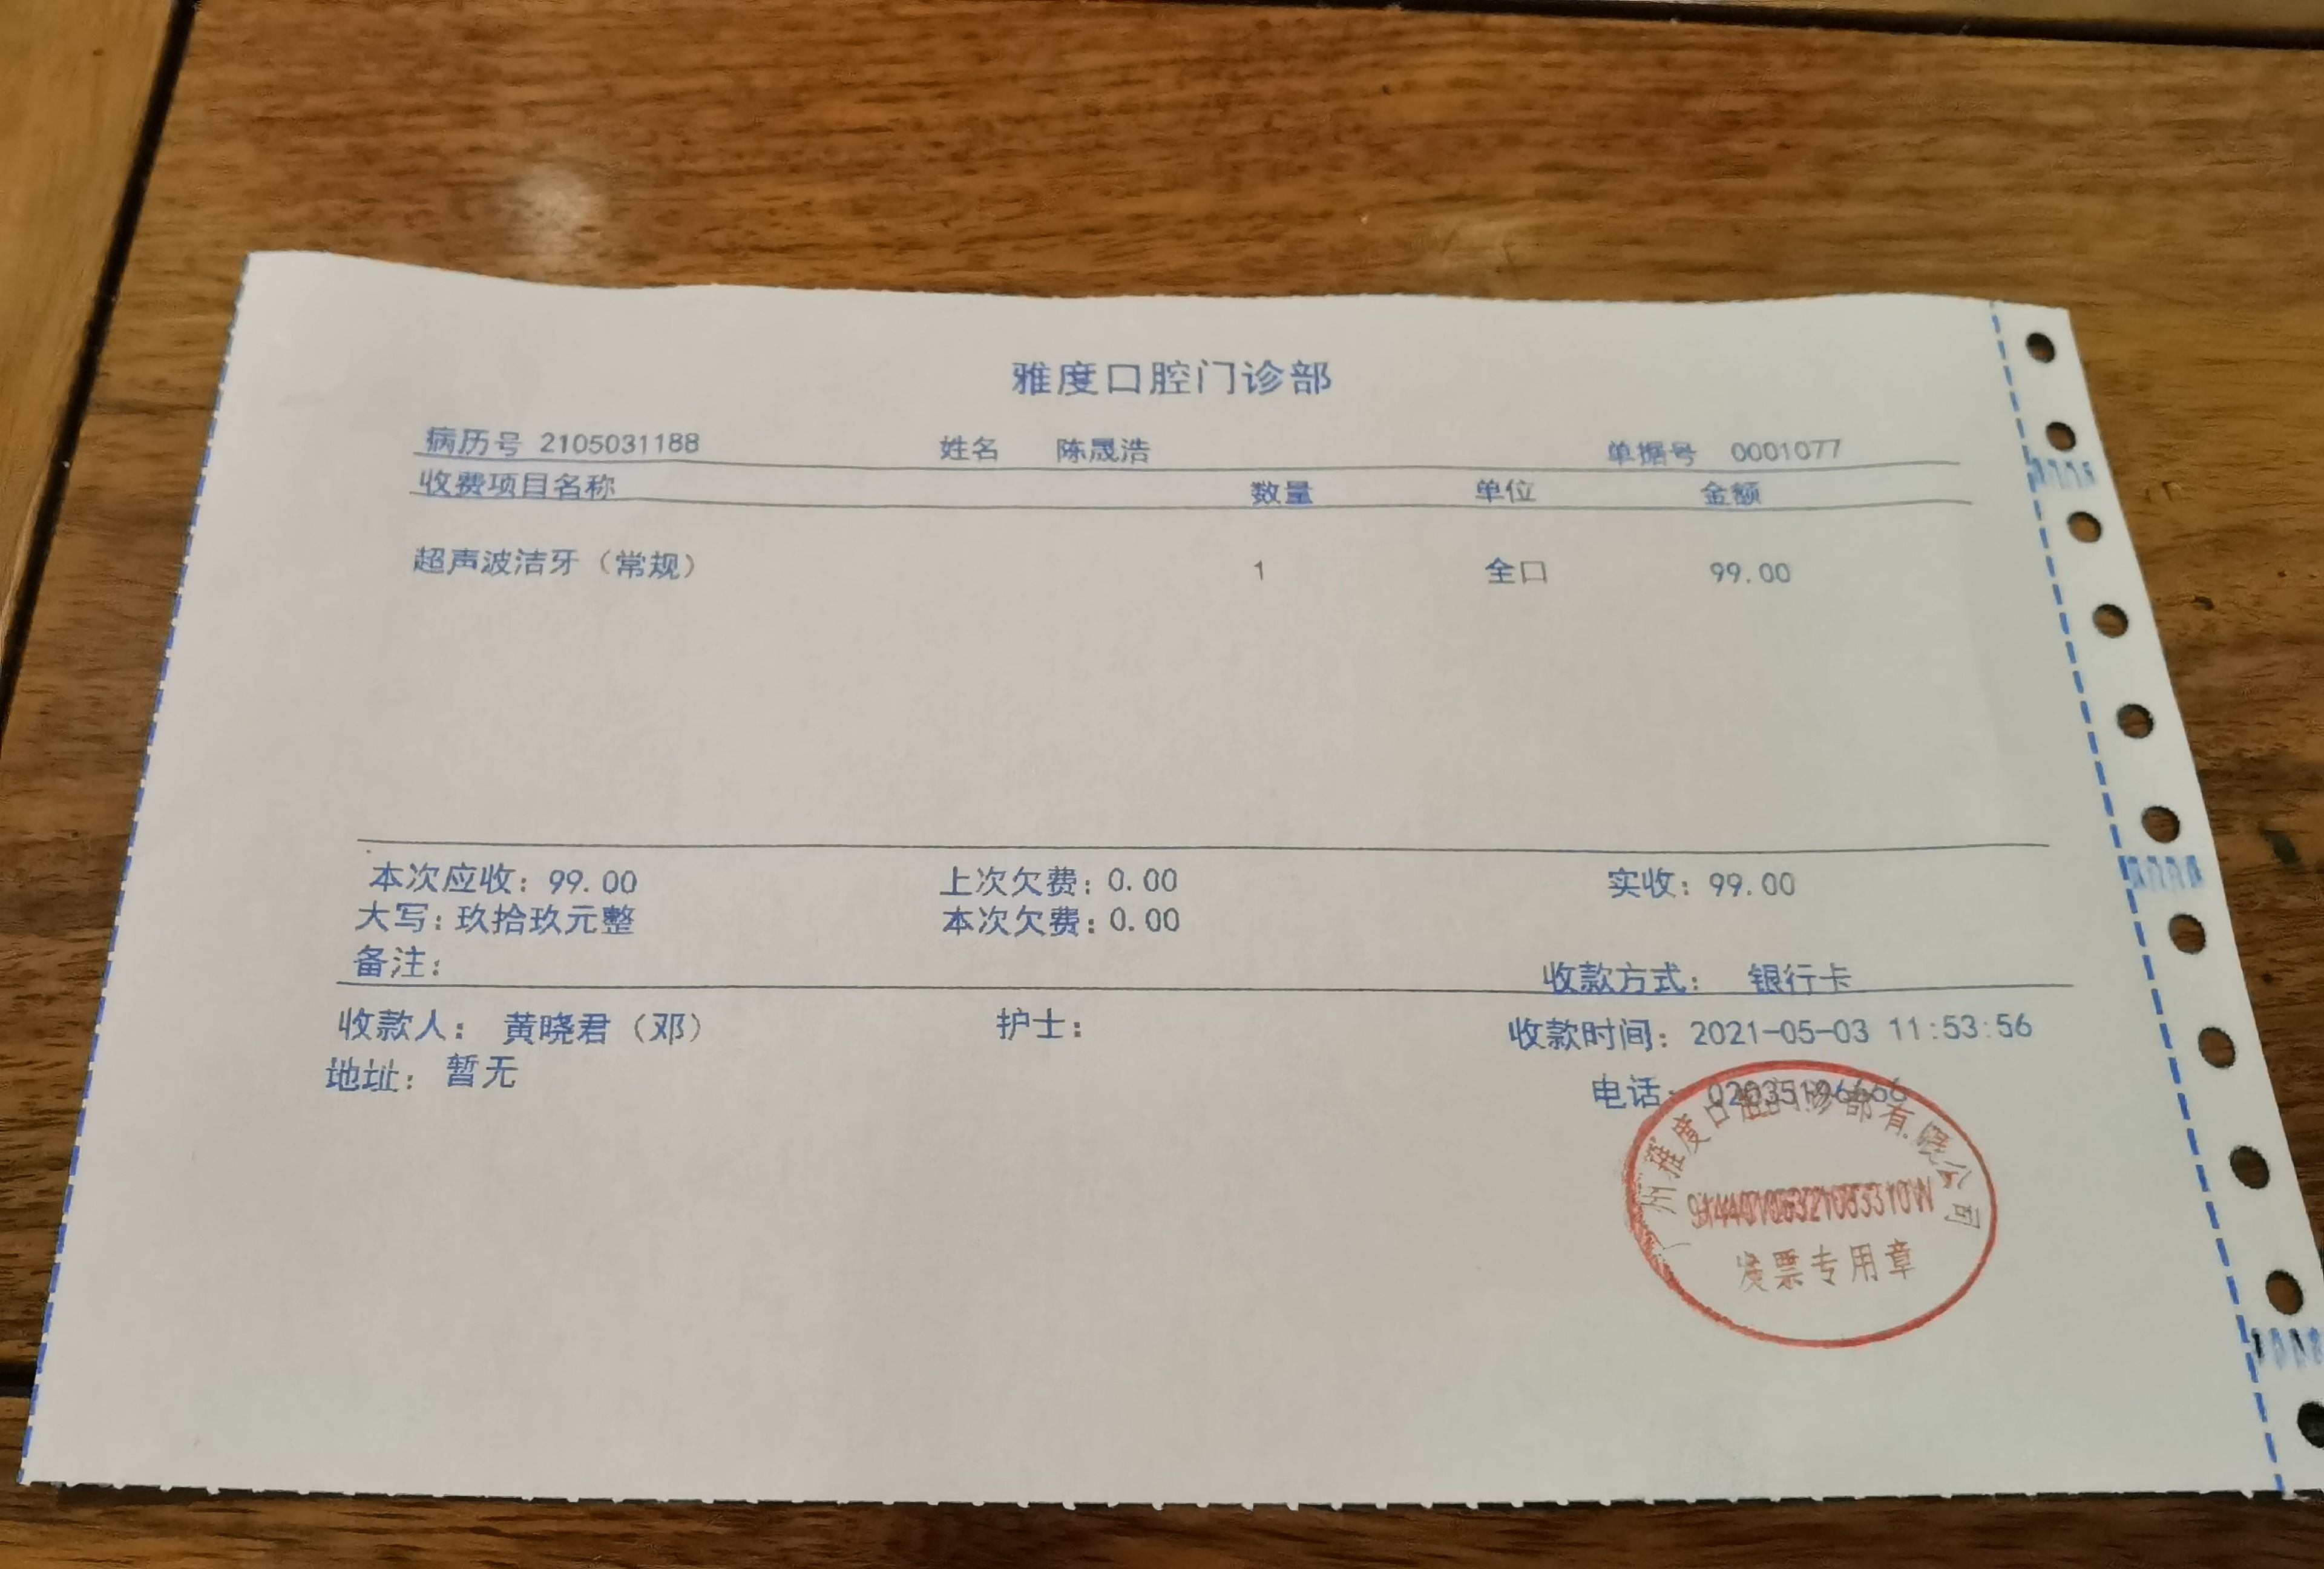 雅度口腔门诊部
病历号 2105031188 姓名 陈晟浩 单据号 0001077
收费项目名称 数量 单位 金额
超声波洁牙（常规） 1 全口 99.00
本次应收：99.00 上次欠费：0.00 实收：99.00
大写：玖拾玖元整 本次欠费：0.00
备注：
收款方式： 银行卡
收款人： 黄晓君（邓） 护士： 收款时间：2021-05-03 11:53:56
地址： 暂无
电话： 02035196666
广州雅度口腔门诊部有限公司
发票专用章